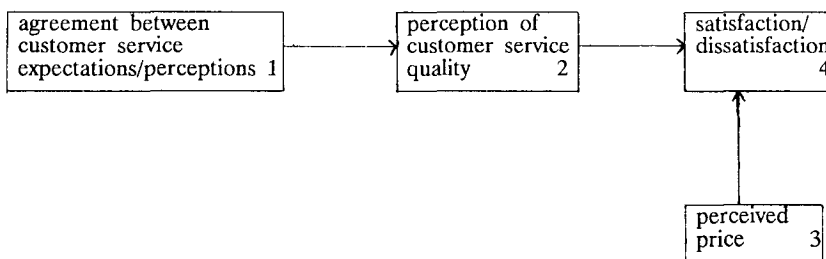 agreement between
customer service
expectations/perceptions 1
perception of
customer service
quality 2
satisfaction/
dissatisfaction
4
perceived
price 3